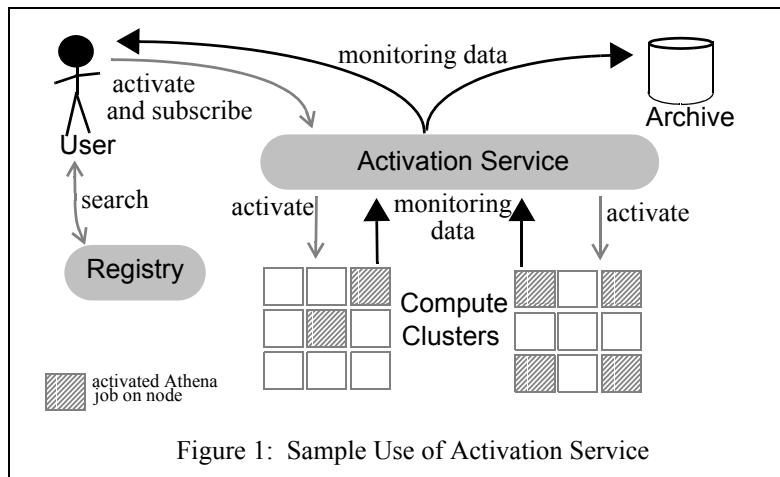 monitoring data
activate
and subscribe
Archive
User
Activation Service
search
activate
monitoring
data
activate
Registry
Compute
Clusters
activated Athena
job on node
Figure 1: Sample Use of Activation Service